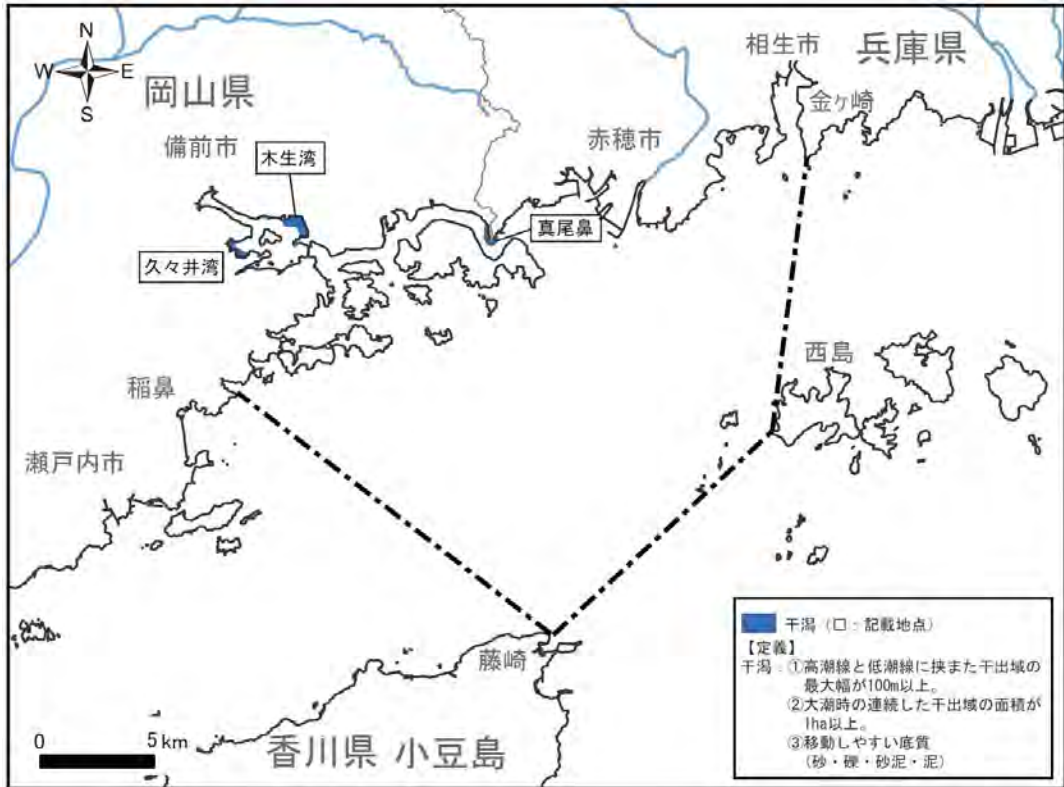 N
W E
S
岡山県
備前市
木生湾
久々井湾
真尾鼻
赤穂市
相生市
兵庫県
金ヶ崎
西島
稲鼻
瀬戸内市
藤崎
香川県 小豆島
0 5km
干潟（□：記載地点）
【定義】
干潟：①高潮線と低潮線に挟また干出域の
最大幅が100m以上。
②大潮時の連続した干出域の面積が
1ha以上。
③移動しやすい底質
（砂・礫・砂泥・泥）